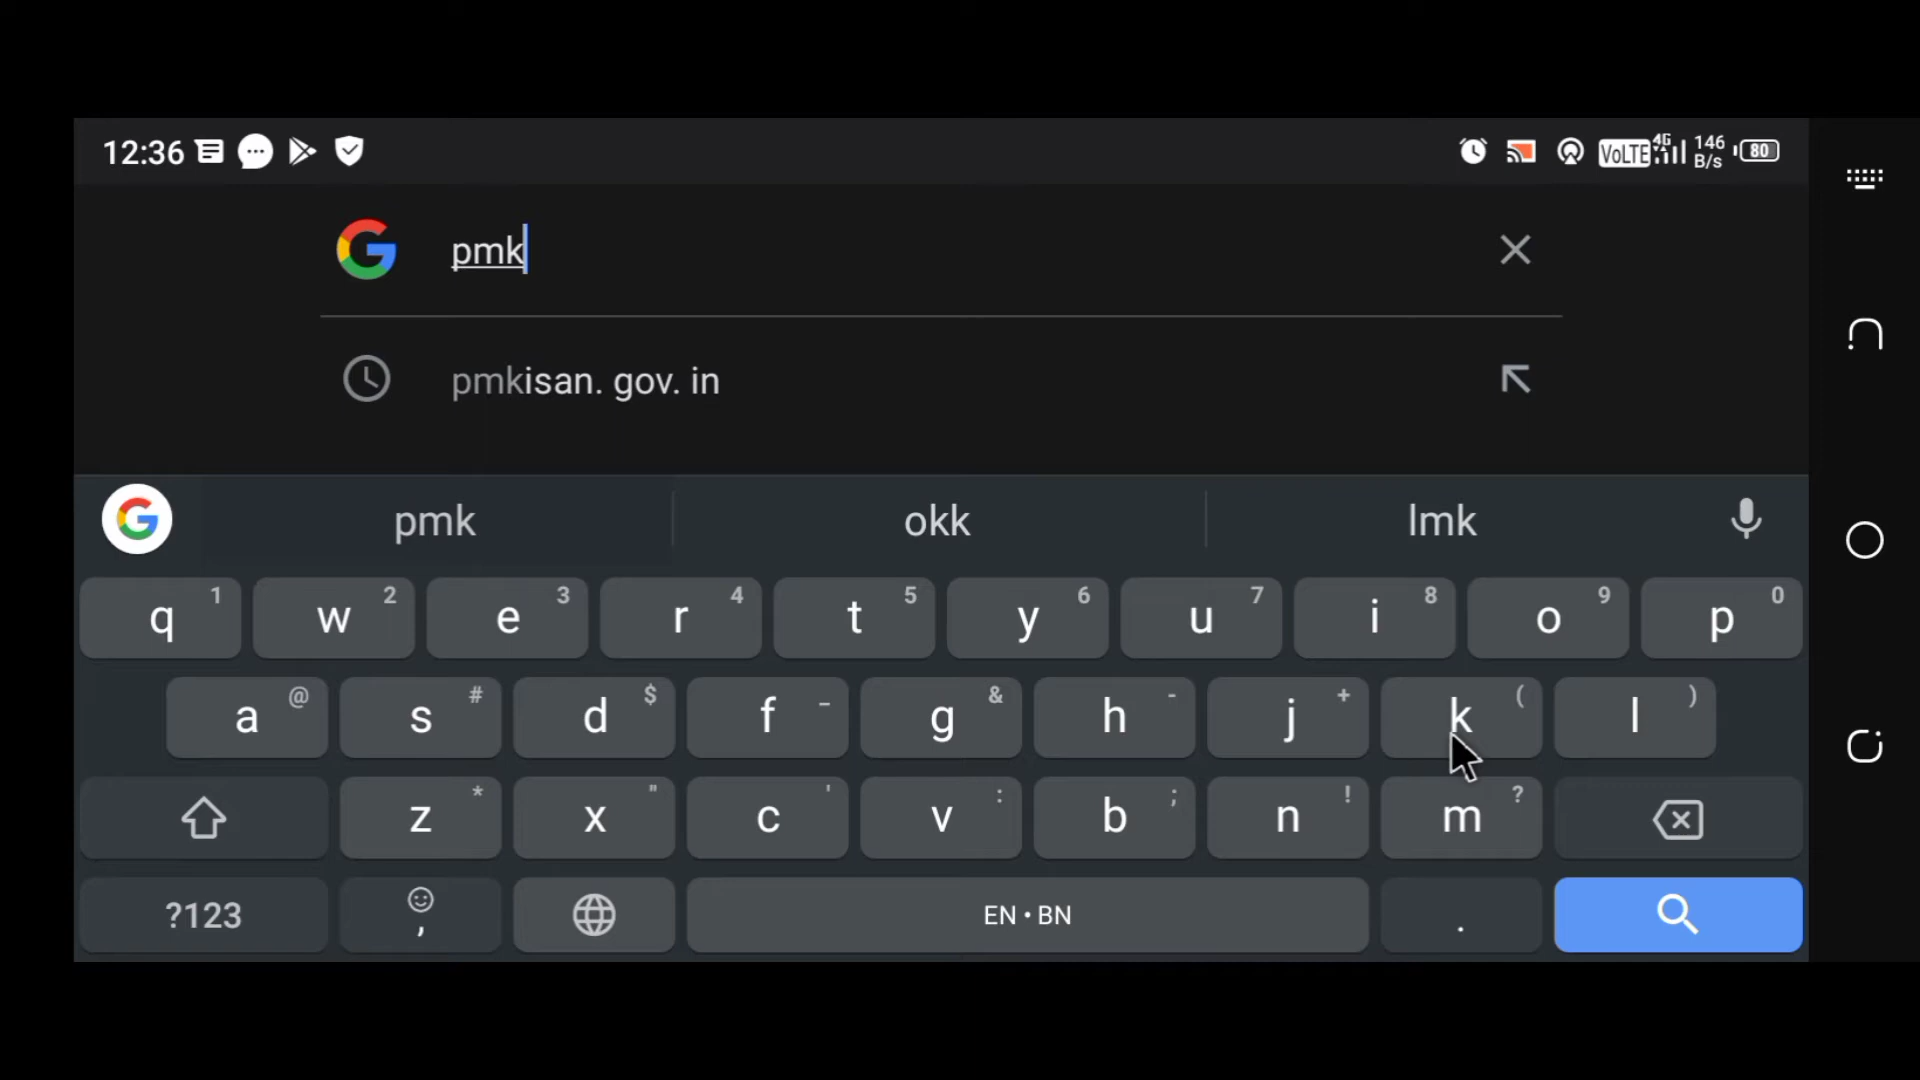 12:36 VoLTE 4G 146 B/s 80
pmk
pmkisan. gov. in
pmk okk lmk
q 1 w 2 e 3 r 4 t 5 y 6 u 7 i 8 o 9 p 0
a @ s # d $ f _ g & h - j + k ( l )
z * x " c ' v : b ; n ! m ?
?123 , EN • BN .